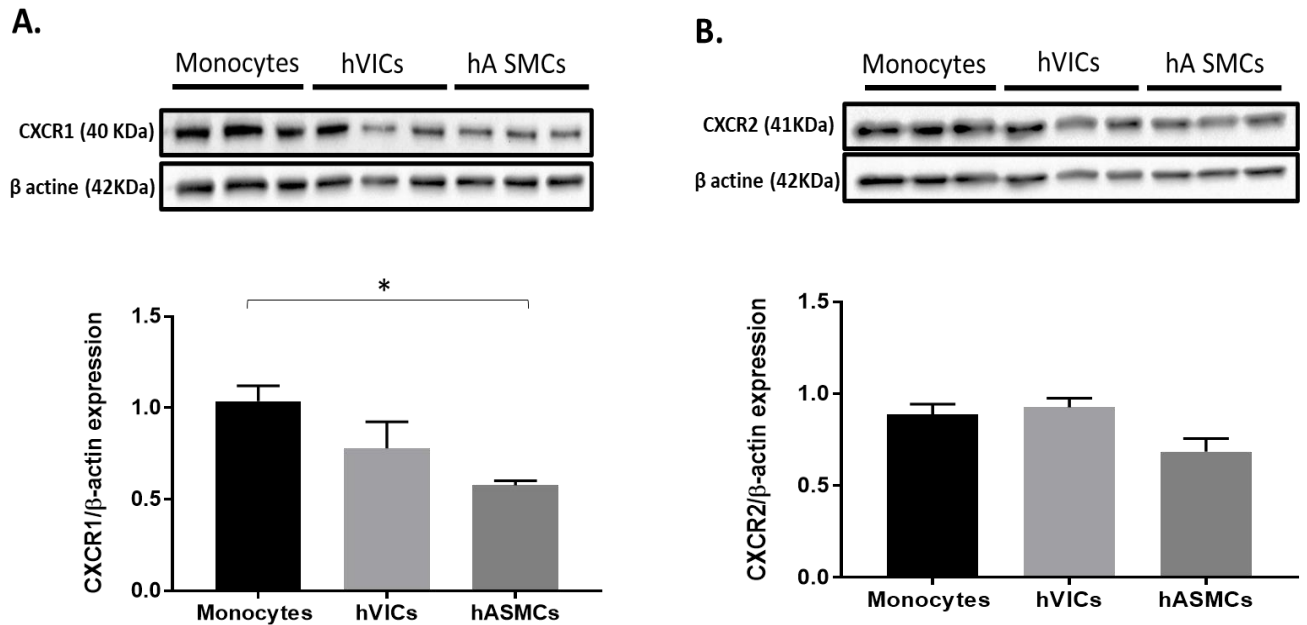 A.
Monocytes hVICs hA SMCs
CXCR1 (40 KDa)
β actine (42KDa)
*
CXCR1/β-actin expression
1.5
1.0
0.5
0.0
Monocytes hVICs hASMCs
B.
Monocytes hVICs hA SMCs
CXCR2 (41KDa)
β actine (42KDa)
CXCR2/β-actin expression
1.5
1.0
0.5
0.0
Monocytes hVICs hASMCs